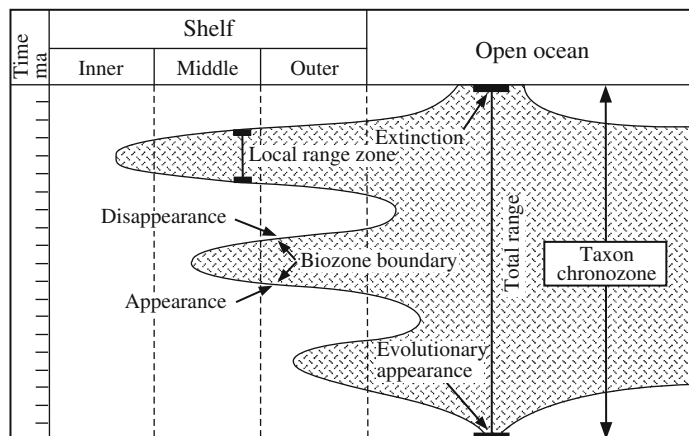 Time
ma
Shelf
Inner
Middle
Outer
Open ocean
Extinction
Local range zone
Disappearance
Biozone boundary
Appearance
Total range
Taxon
chronozone
Evolutionary
appearance